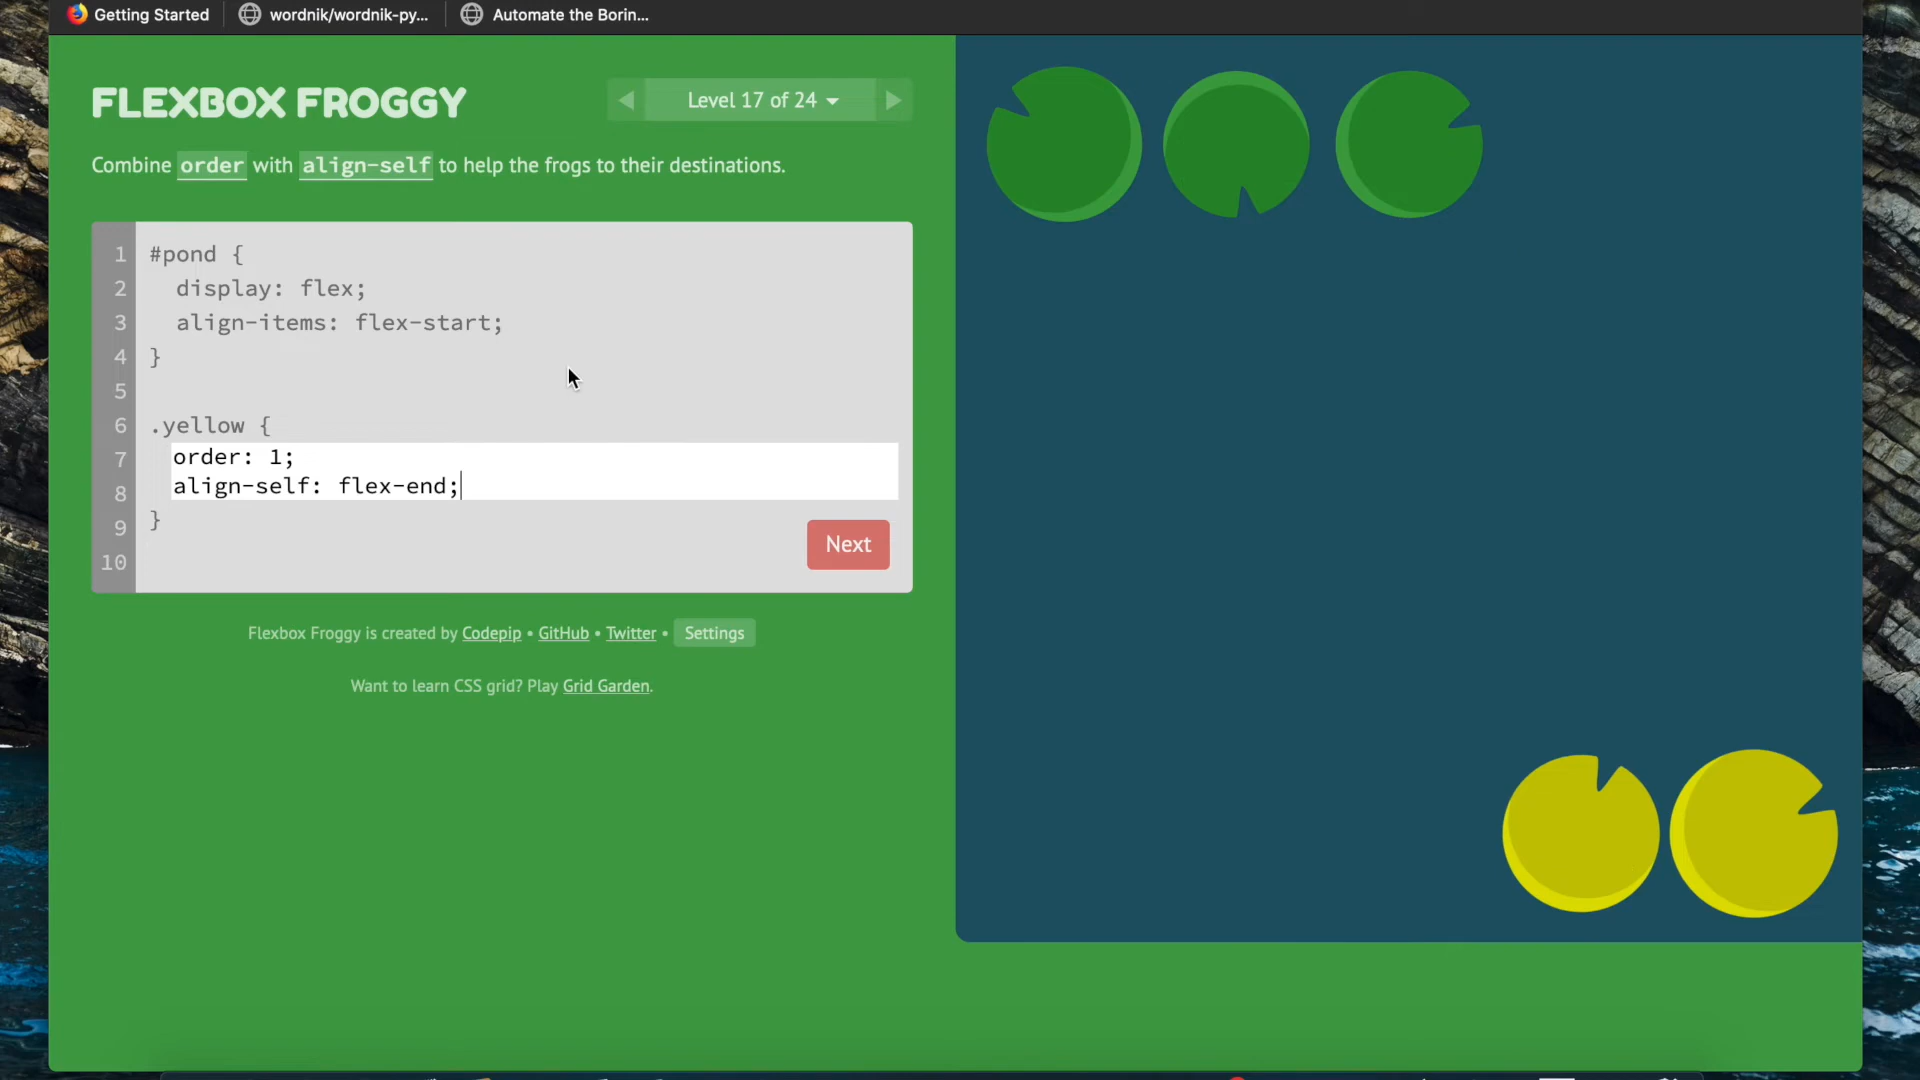 Getting Started
wordnik/wordnik-py...
Automate the Borin...
FLEXBOX FROGGY
Level 17 of 24
Combine order with align-self to help the frogs to their destinations.
1 #pond {
2 display: flex;
3 align-items: flex-start;
4 }
5
6 .yellow {
7 order: 1;
8 align-self: flex-end;
9 }
10
Next
Flexbox Froggy is created by Codepip • GitHub • Twitter • Settings
Want to learn CSS grid? Play Grid Garden.